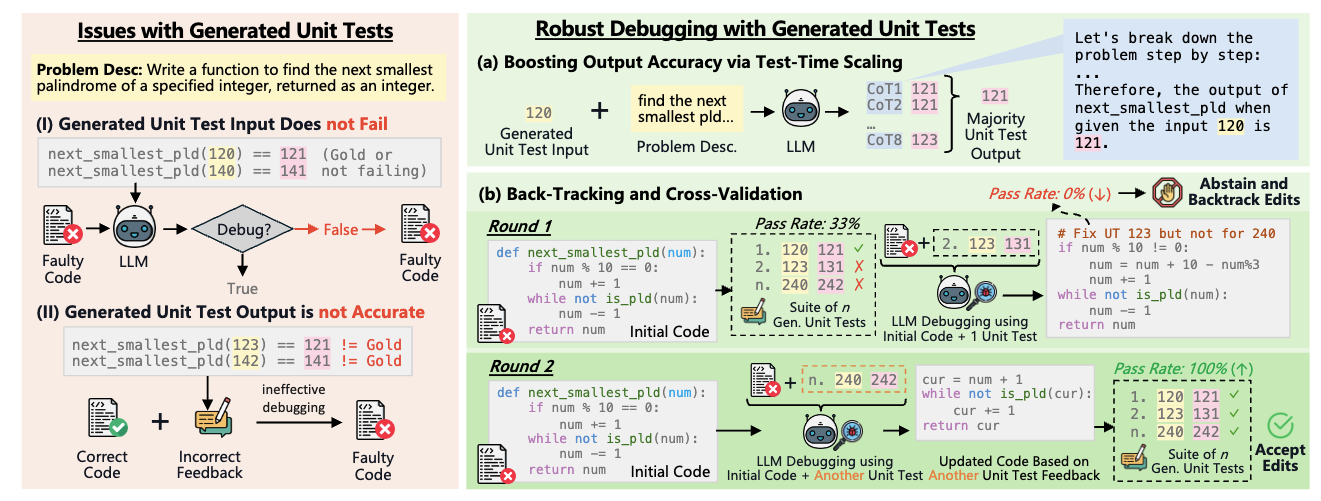 Issues with Generated Unit Tests
Problem Desc: Write a function to find the next smallest
palindrome of a specified integer, returned as an integer.
(I) Generated Unit Test Input Does not Fail
next_smallest_pld(120) == 121 (Gold or
next_smallest_pld(140) == 141 not failing)
Faulty
Code
LLM
Debug?
False
True
Faulty
Code
(II) Generated Unit Test Output is not Accurate
next_smallest_pld(123) == 121 != Gold
next_smallest_pld(142) == 141 != Gold
ineffective
debugging
+
Correct
Code
Incorrect
Feedback
Faulty
Code
Robust Debugging with Generated Unit Tests
(a) Boosting Output Accuracy via Test-Time Scaling
120
+
find the next
smallest pld...
Generated
Unit Test Input
Problem Desc.
LLM
CoT1 121
CoT2 121
…
CoT8 123
121
Majority
Unit Test
Output
Let's break down the
problem step by step:
...
Therefore, the output of
next_smallest_pld when
given the input 120 is
121.
(b) Back-Tracking and Cross-Validation
Pass Rate: 0% (↓)
Abstain and
Backtrack Edits
Round 1
def next_smallest_pld(num):
if num % 10 == 0:
num += 1
while not is_pld(num):
num -= 1
return num
Initial Code
Pass Rate: 33%
1. 120 121 ✓
2. 123 131 ✗
n. 240 242 ✗
Suite of n
Gen. Unit Tests
+ 2. 123 131
LLM Debugging using
Initial Code + 1 Unit Test
# Fix UT 123 but not for 240
if num % 10 != 0:
num = num + 10 - num%3
num += 1
while not is_pld(num):
num -= 1
return num
Round 2
def next_smallest_pld(num):
if num % 10 == 0:
num += 1
while not is_pld(num):
num -= 1
return num
Initial Code
+ n. 240 242
LLM Debugging using
Initial Code + Another Unit Test
cur = num + 1
while not is_pld(cur):
cur += 1
return cur
Updated Code Based on
Another Unit Test Feedback
Pass Rate: 100% (↑)
1. 120 121 ✓
2. 123 131 ✓
n. 240 242 ✓
Suite of n
Gen. Unit Tests
Accept
Edits